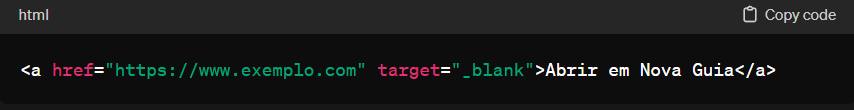 html
Copy code
<a href="https://www.exemplo.com" target="_blank">Abrir em Nova Guia</a>